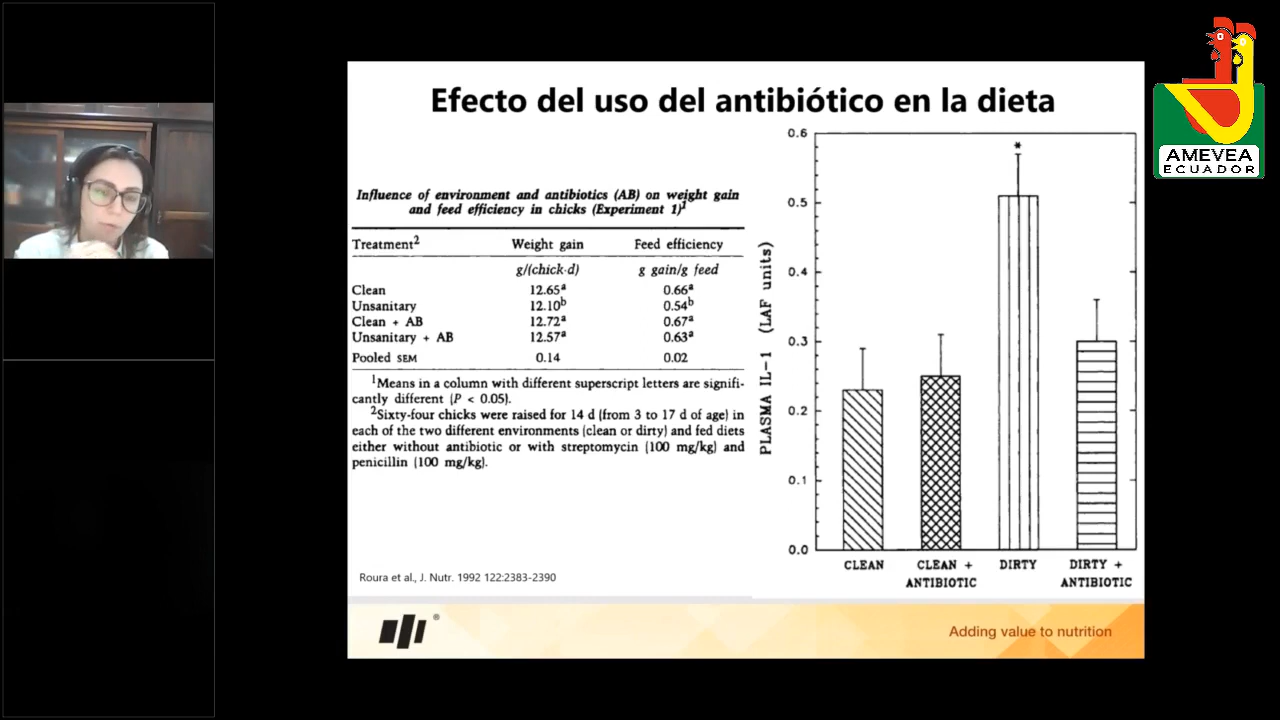 Efecto del uso del antibiótico en la dieta
Influence of environment and antibiotics (AB) on weight gain
and feed efficiency in chicks (Experiment 1)1
Treatment2 Weight gain Feed efficiency
g/(chick·d) g gain/g feed
Clean 12.65a 0.66a
Unsanitary 12.10b 0.54b
Clean + AB 12.72a 0.67a
Unsanitary + AB 12.57a 0.63a
Pooled SEM 0.14 0.02
1Means in a column with different superscript letters are signifi-
cantly different (P < 0.05).
2Sixty-four chicks were raised for 14 d (from 3 to 17 d of age) in
each of the two different environments (clean or dirty) and fed diets
either without antibiotic or with streptomycin (100 mg/kg) and
penicillin (100 mg/kg).
Roura et al., J. Nutr. 1992 122:2383-2390
PLASMA IL-1 (LAF units)
0.6
0.5
0.4
0.3
0.2
0.1
0.0
*
CLEAN
CLEAN +
ANTIBIOTIC
DIRTY
DIRTY +
ANTIBIOTIC
®
Adding value to nutrition
AMEVEA
ECUADOR